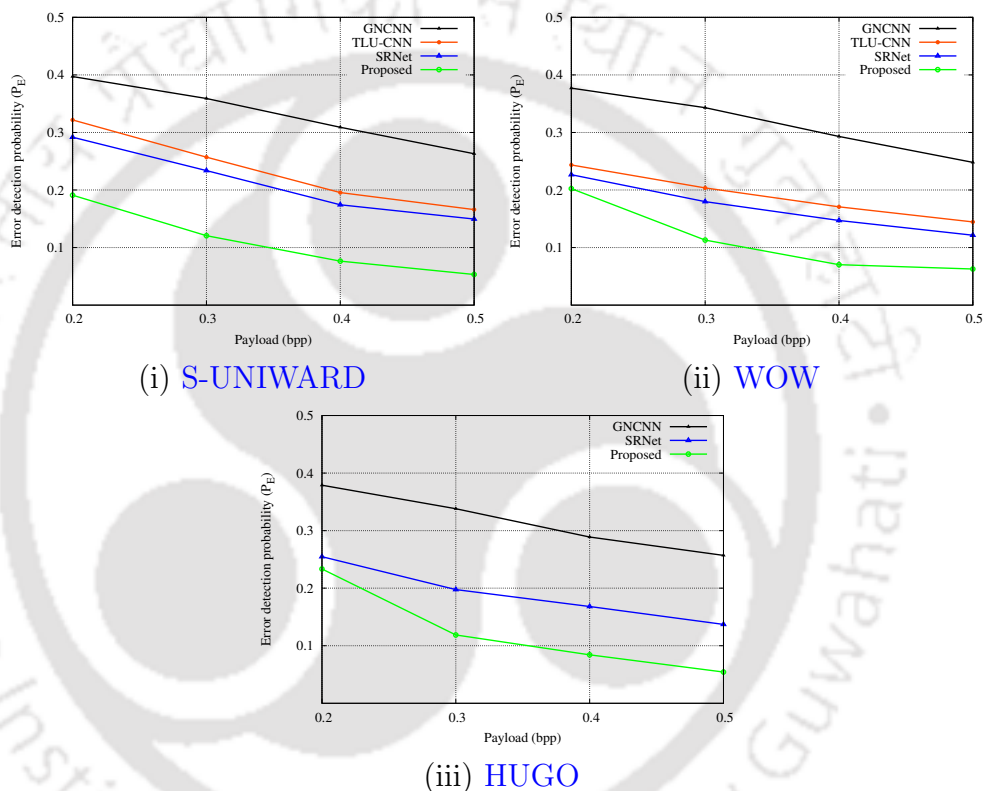 0.5
0.4
0.3
0.2
0.1
0.2 0.3 0.4 0.5
Error detection probability (P_E)
Payload (bpp)
GNCNN
TLU-CNN
SRNet
Proposed
(i) S-UNIWARD
0.5
0.4
0.3
0.2
0.1
0.2 0.3 0.4 0.5
Error detection probability (P_E)
Payload (bpp)
GNCNN
TLU-CNN
SRNet
Proposed
(ii) WOW
0.5
0.4
0.3
0.2
0.1
0.2 0.3 0.4 0.5
Error detection probability (P_E)
Payload (bpp)
GNCNN
SRNet
Proposed
(iii) HUGO
Guwahati